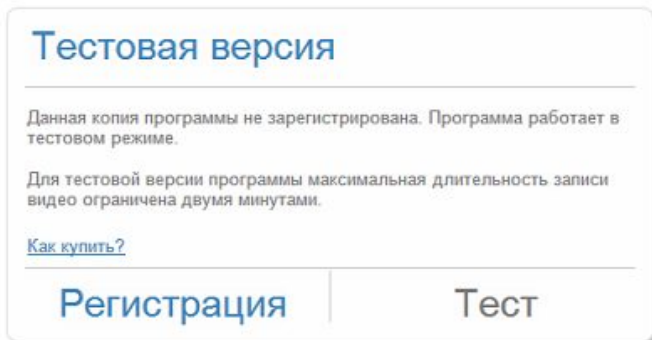 Тестовая версия
Данная копия программы не зарегистрирована. Программа работает в
тестовом режиме.
Для тестовой версии программы максимальная длительность записи
видео ограничена двумя минутами.
Как купить?
Регистрация
Тест